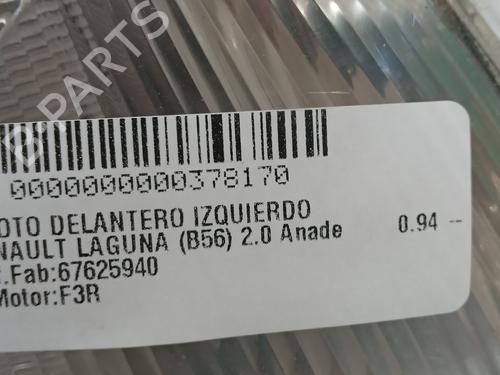 B-PARTS
0000000000378170
OTO DELANTERO IZQUIERDO
NAULT LAGUNA (B56) 2.0 Anade
0.94 --
.Fab:67625940
Motor:F3R